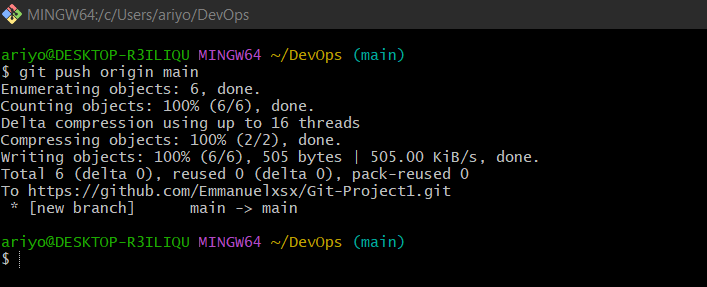 MINGW64:/c/Users/ariyo/DevOps
ariyo@DESKTOP-R3ILIQU MINGW64 ~/DevOps (main)
$ git push origin main
Enumerating objects: 6, done.
Counting objects: 100% (6/6), done.
Delta compression using up to 16 threads
Compressing objects: 100% (2/2), done.
Writing objects: 100% (6/6), 505 bytes | 505.00 KiB/s, done.
Total 6 (delta 0), reused 0 (delta 0), pack-reused 0
To https://github.com/Emmanuelxsx/Git-Project1.git
 * [new branch]      main -> main
ariyo@DESKTOP-R3ILIQU MINGW64 ~/DevOps (main)
$